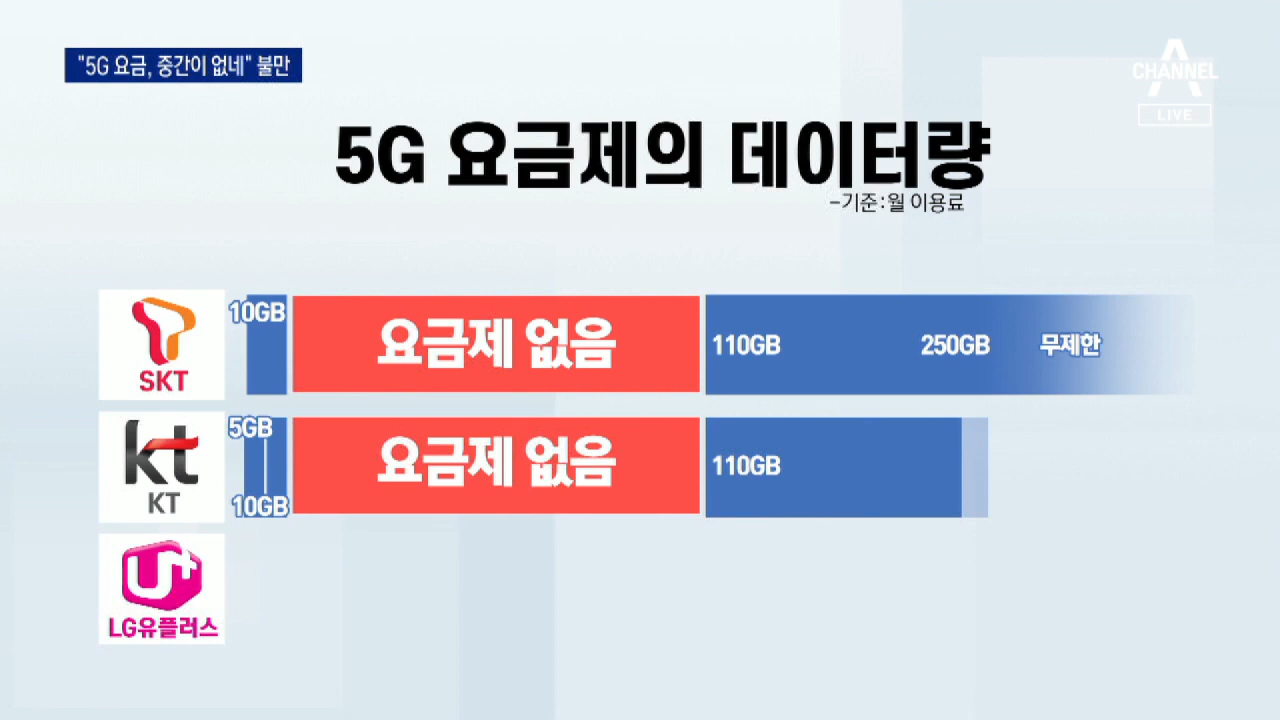 "5G 요금, 중간이 없네" 불만
CHANNEL
LIVE
5G 요금제의 데이터량
-기준:월 이용료
SKT
10GB
요금제 없음
110GB
250GB
무제한
kt
KT
5GB
10GB
요금제 없음
110GB
U+
LG유플러스